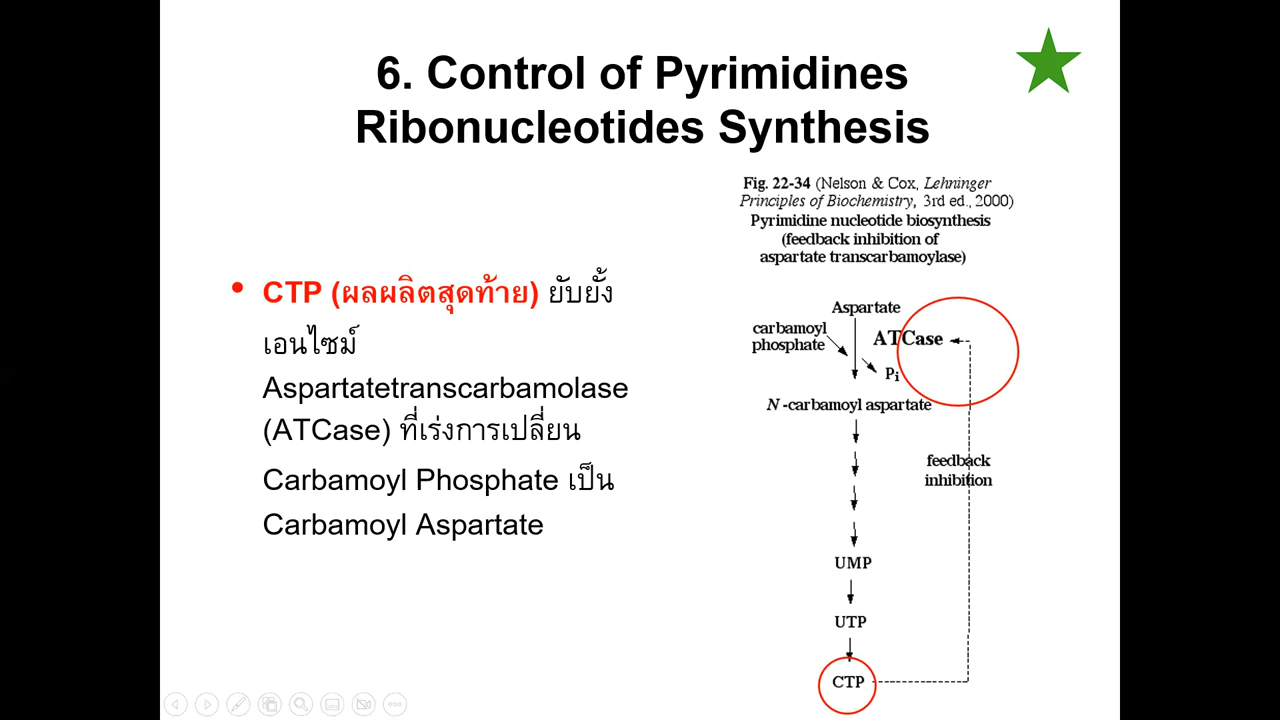 6. Control of Pyrimidines
Ribonucleotides Synthesis
• CTP (ผลผลิตสุดท้าย) ยับยั้ง
เอนไซม์
Aspartatetranscarbamolase
(ATCase) ที่เร่งการเปลี่ยน
Carbamoyl Phosphate เป็น
Carbamoyl Aspartate
Fig. 22-34 (Nelson & Cox, Lehninger
Principles of Biochemistry, 3rd ed., 2000)
Pyrimidine nucleotide biosynthesis
(feedback inhibition of
aspartate transcarbamoylase)
Aspartate
carbamoyl
phosphate
ATCase
Pi
N-carbamoyl aspartate
feedback
inhibition
UMP
UTP
CTP